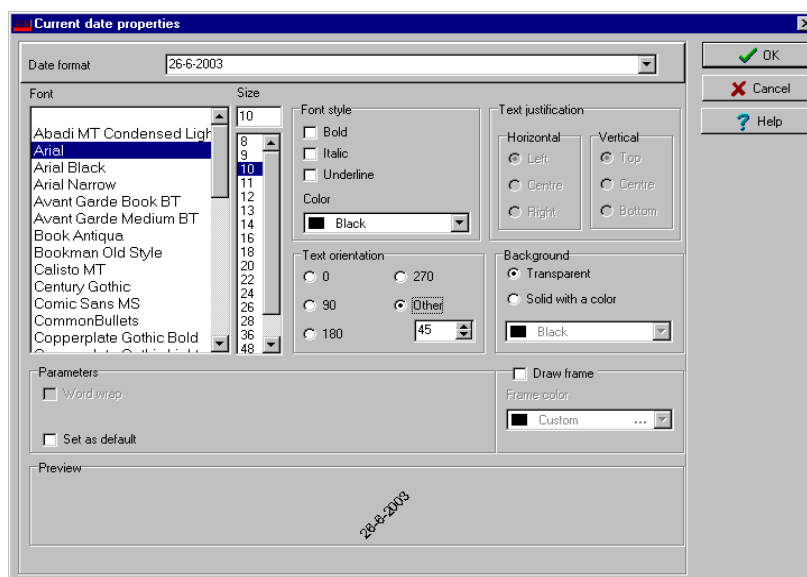 Current date properties
Date format
26-6-2003
OK
Cancel
Help
Font
Abadi MT Condensed Ligh
Arial
Arial Black
Arial Narrow
Avant Garde Book BT
Avant Garde Medium BT
Book Antiqua
Bookman Old Style
Calisto MT
Century Gothic
Comic Sans MS
CommonBullets
Copperplate Gothic Bold
Size
10
8
9
10
11
12
13
14
16
18
20
22
24
26
28
36
48
Font style
Bold
Italic
Underline
Color
Black
Text justification
Horizontal
Left
Centre
Right
Vertical
Top
Centre
Bottom
Text orientation
0
90
180
270
Other
45
Background
Transparent
Solid with a color
Black
Parameters
Word wrap
Set as default
Draw frame
Frame color
Custom ...
Preview
26-6-2003